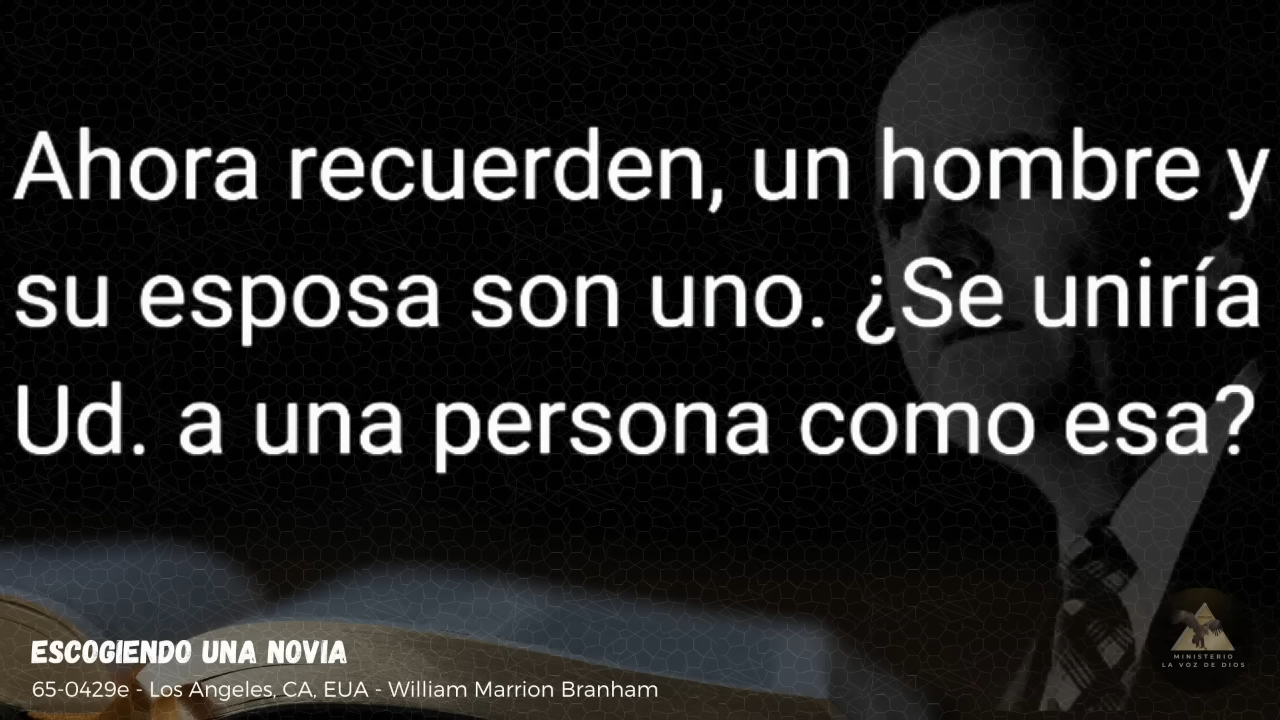 Ahora recuerden, un hombre y
su esposa son uno. ¿Se uniría
Ud. a una persona como esa?
ESCOGIENDO UNA NOVIA
65-0429e - Los Angeles, CA, EUA - William Marrion Branham
MINISTERIO
LA VOZ DE DIOS